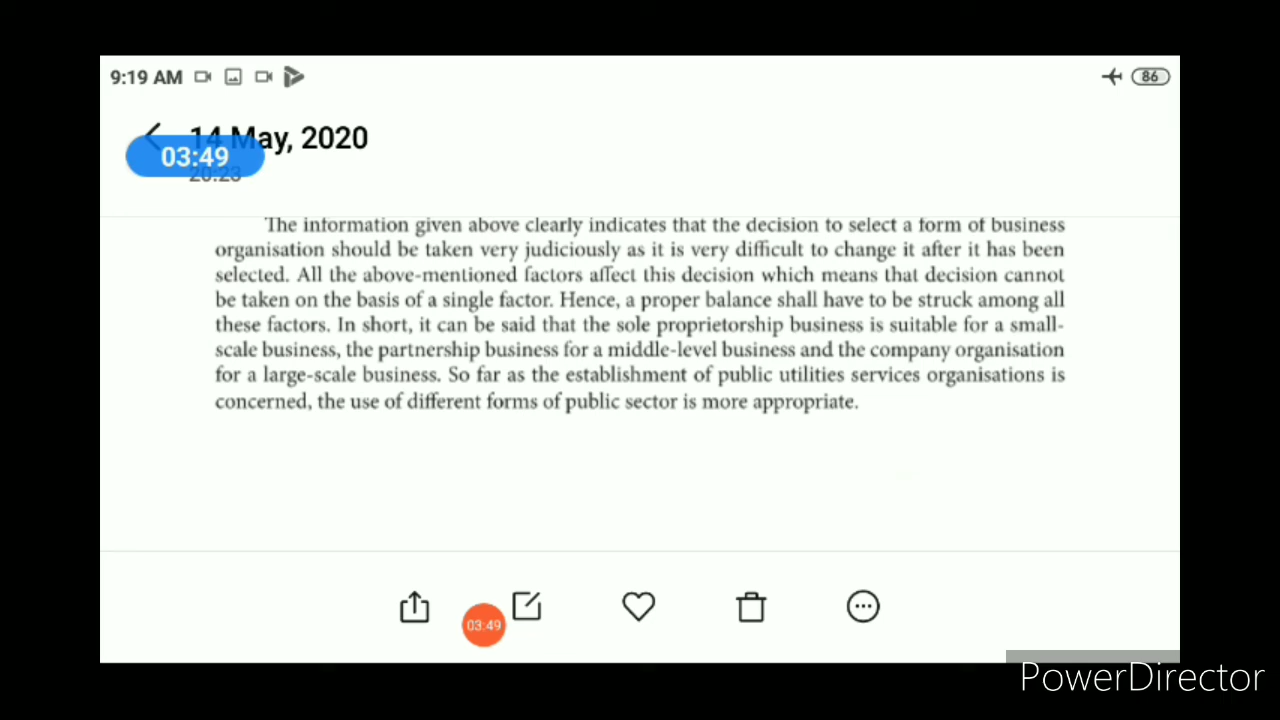 9:19 AM
86
14 May, 2020
03:49
20:23
The information given above clearly indicates that the decision to select a form of business
organisation should be taken very judiciously as it is very difficult to change it after it has been
selected. All the above-mentioned factors affect this decision which means that decision cannot
be taken on the basis of a single factor. Hence, a proper balance shall have to be struck among all
these factors. In short, it can be said that the sole proprietorship business is suitable for a small-
scale business, the partnership business for a middle-level business and the company organisation
for a large-scale business. So far as the establishment of public utilities services organisations is
concerned, the use of different forms of public sector is more appropriate.
03:49
PowerDirector